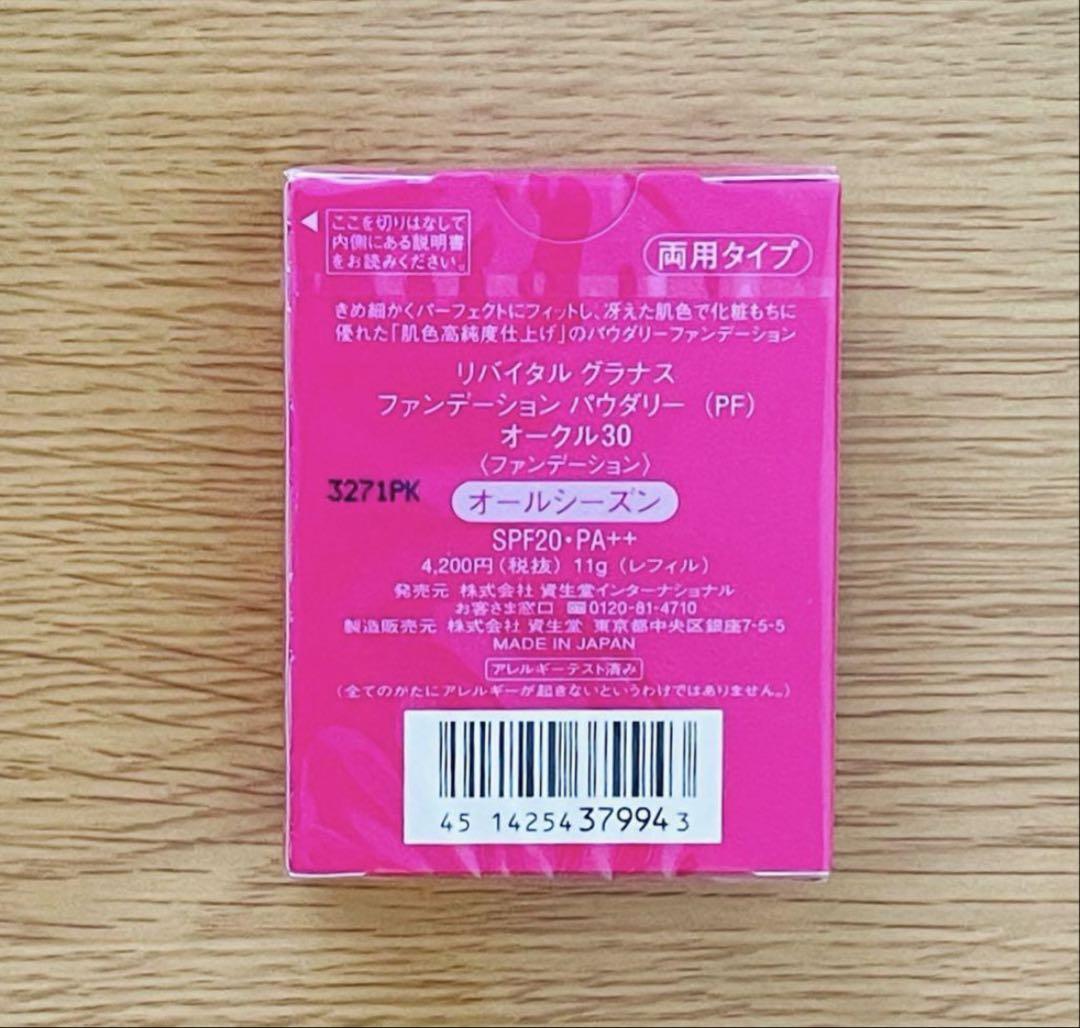 ここを切りはなして
内側にある説明書
をお読みください。
両用タイプ
きめ細かくパーフェクトにフィットし、冴えた肌色で化粧もちに
優れた「肌色高純度仕上げ」のパウダリーファンデーション
リバイタル グラナス
ファンデーション パウダリー (PF)
オークル30
〈ファンデーション〉
3271PK
オールシーズン
SPF20・PA++
4,200円(税抜) 11g(レフィル)
発売元 株式会社 資生堂インターナショナル
お客さま窓口 0120-81-4710
製造販売元 株式会社 資生堂 東京都中央区銀座7-5-5
MADE IN JAPAN
アレルギーテスト済み
(全てのかたにアレルギーが起きないというわけではありません。)
45 14254 37994 3